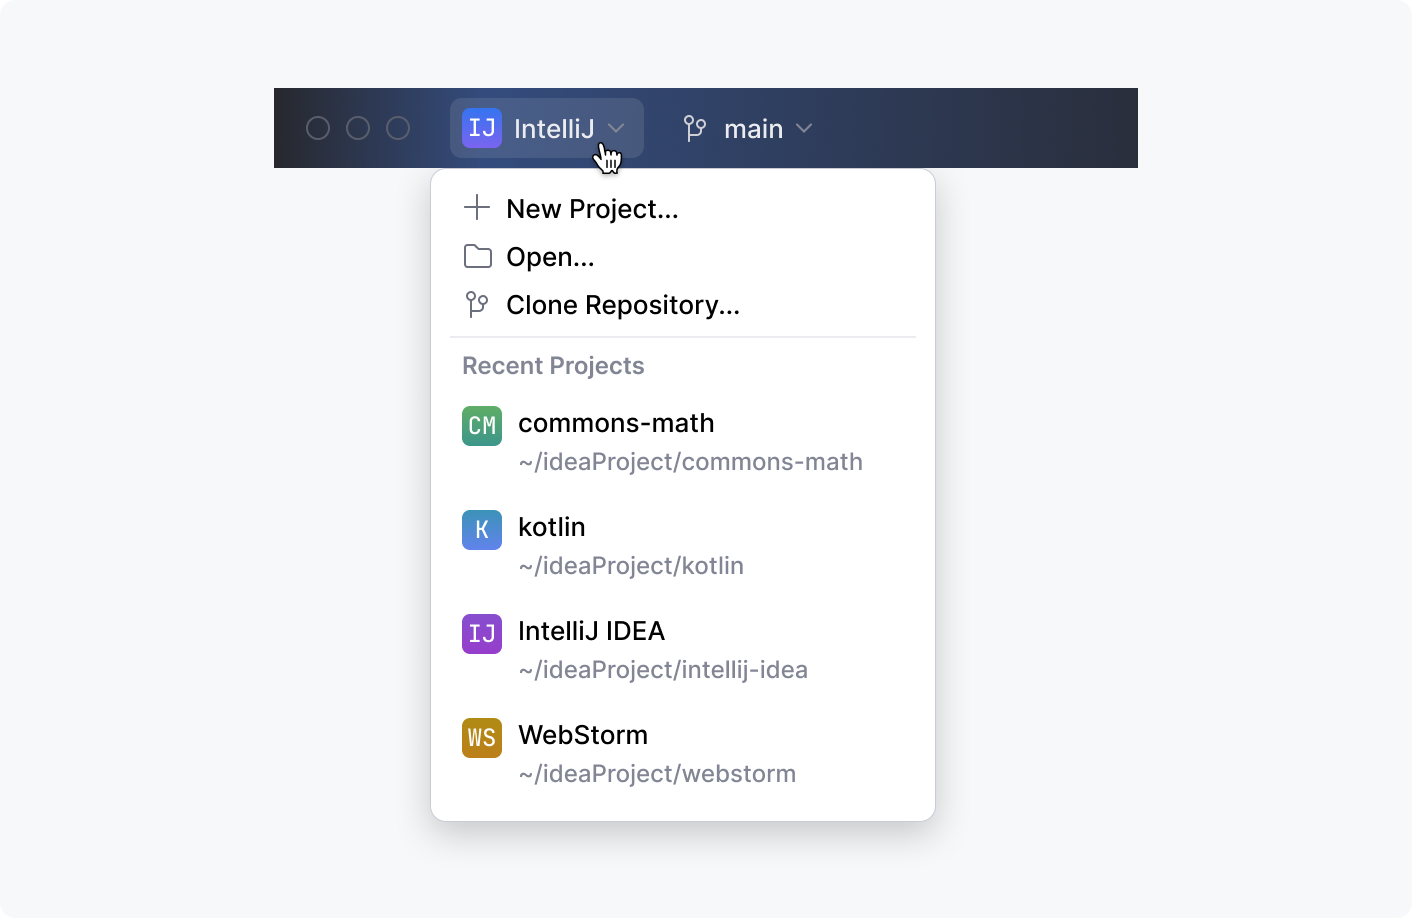 IJ IntelliJ main
New Project...
Open...
Clone Repository...
Recent Projects
CM commons-math
~/ideaProject/commons-math
K kotlin
~/ideaProject/kotlin
IJ IntelliJ IDEA
~/ideaProject/intellij-idea
WS WebStorm
~/ideaProject/webstorm